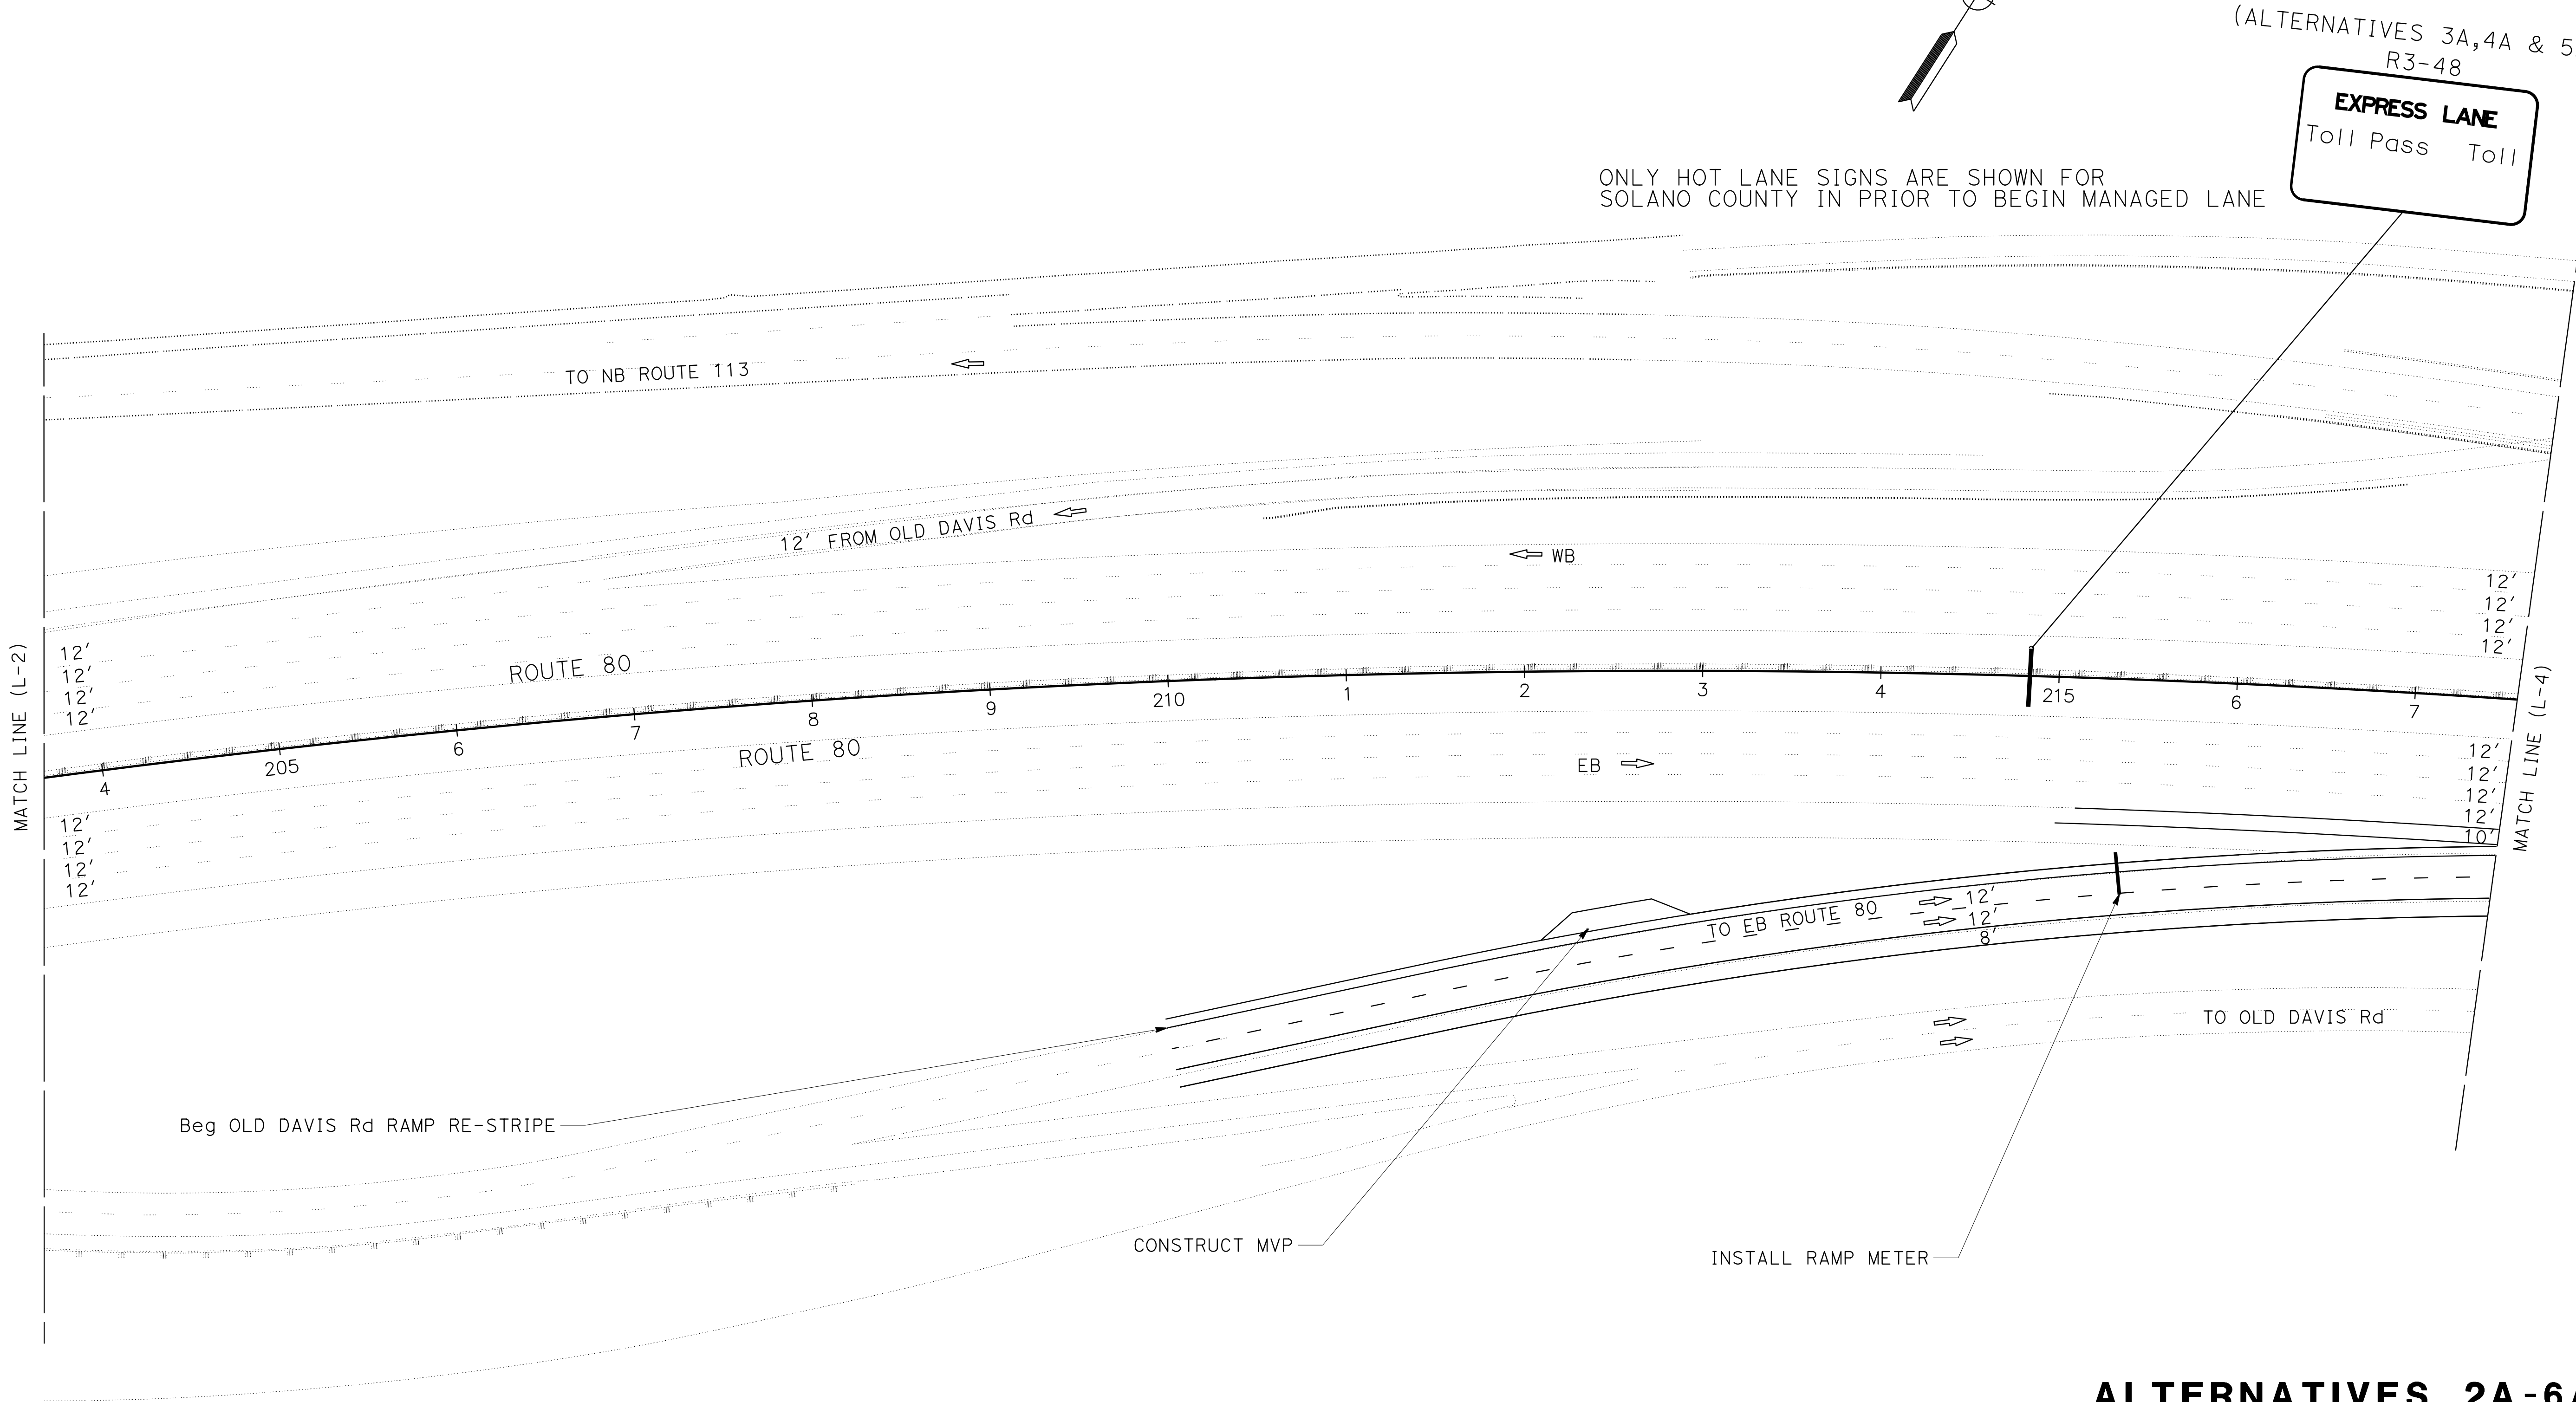 (ALTERNATIVES 3A,4A & 5
R3-48
EXPRESS LANE
Toll Pass Toll
ONLY HOT LANE SIGNS ARE SHOWN FOR
SOLANO COUNTY IN PRIOR TO BEGIN MANAGED LANE
TO NB ROUTE 113
12' FROM OLD DAVIS Rd
WB
12'
12'
12'
12'
MATCH LINE (L-2)
12'
12'
12'
12'
ROUTE 80
4
205
6
7
8
9
210
1
2
3
4
215
6
7
MATCH LINE (L-4)
ROUTE 80
EB
12'
12'
12'
12'
10'
12'
12'
12'
12'
TO EB ROUTE 80
12'
12'
8'
TO OLD DAVIS Rd
Beg OLD DAVIS Rd RAMP RE-STRIPE
CONSTRUCT MVP
INSTALL RAMP METER
ALTERNATIVES 2A-6A